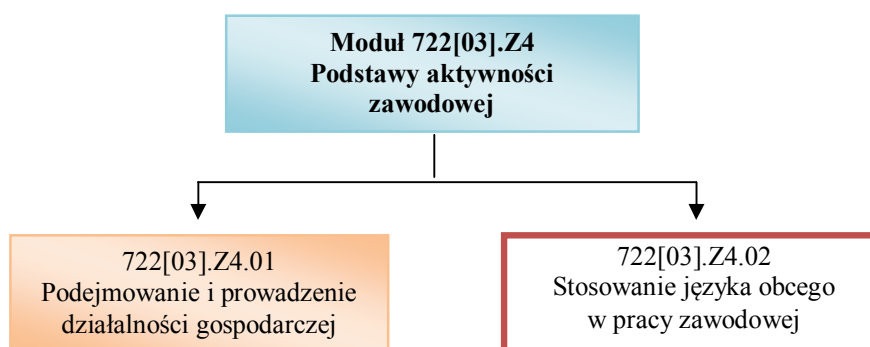 Moduł 722[03].Z4
Podstawy aktywności
zawodowej
722[03].Z4.01
Podejmowanie i prowadzenie
działalności gospodarczej
722[03].Z4.02
Stosowanie języka obcego
w pracy zawodowej